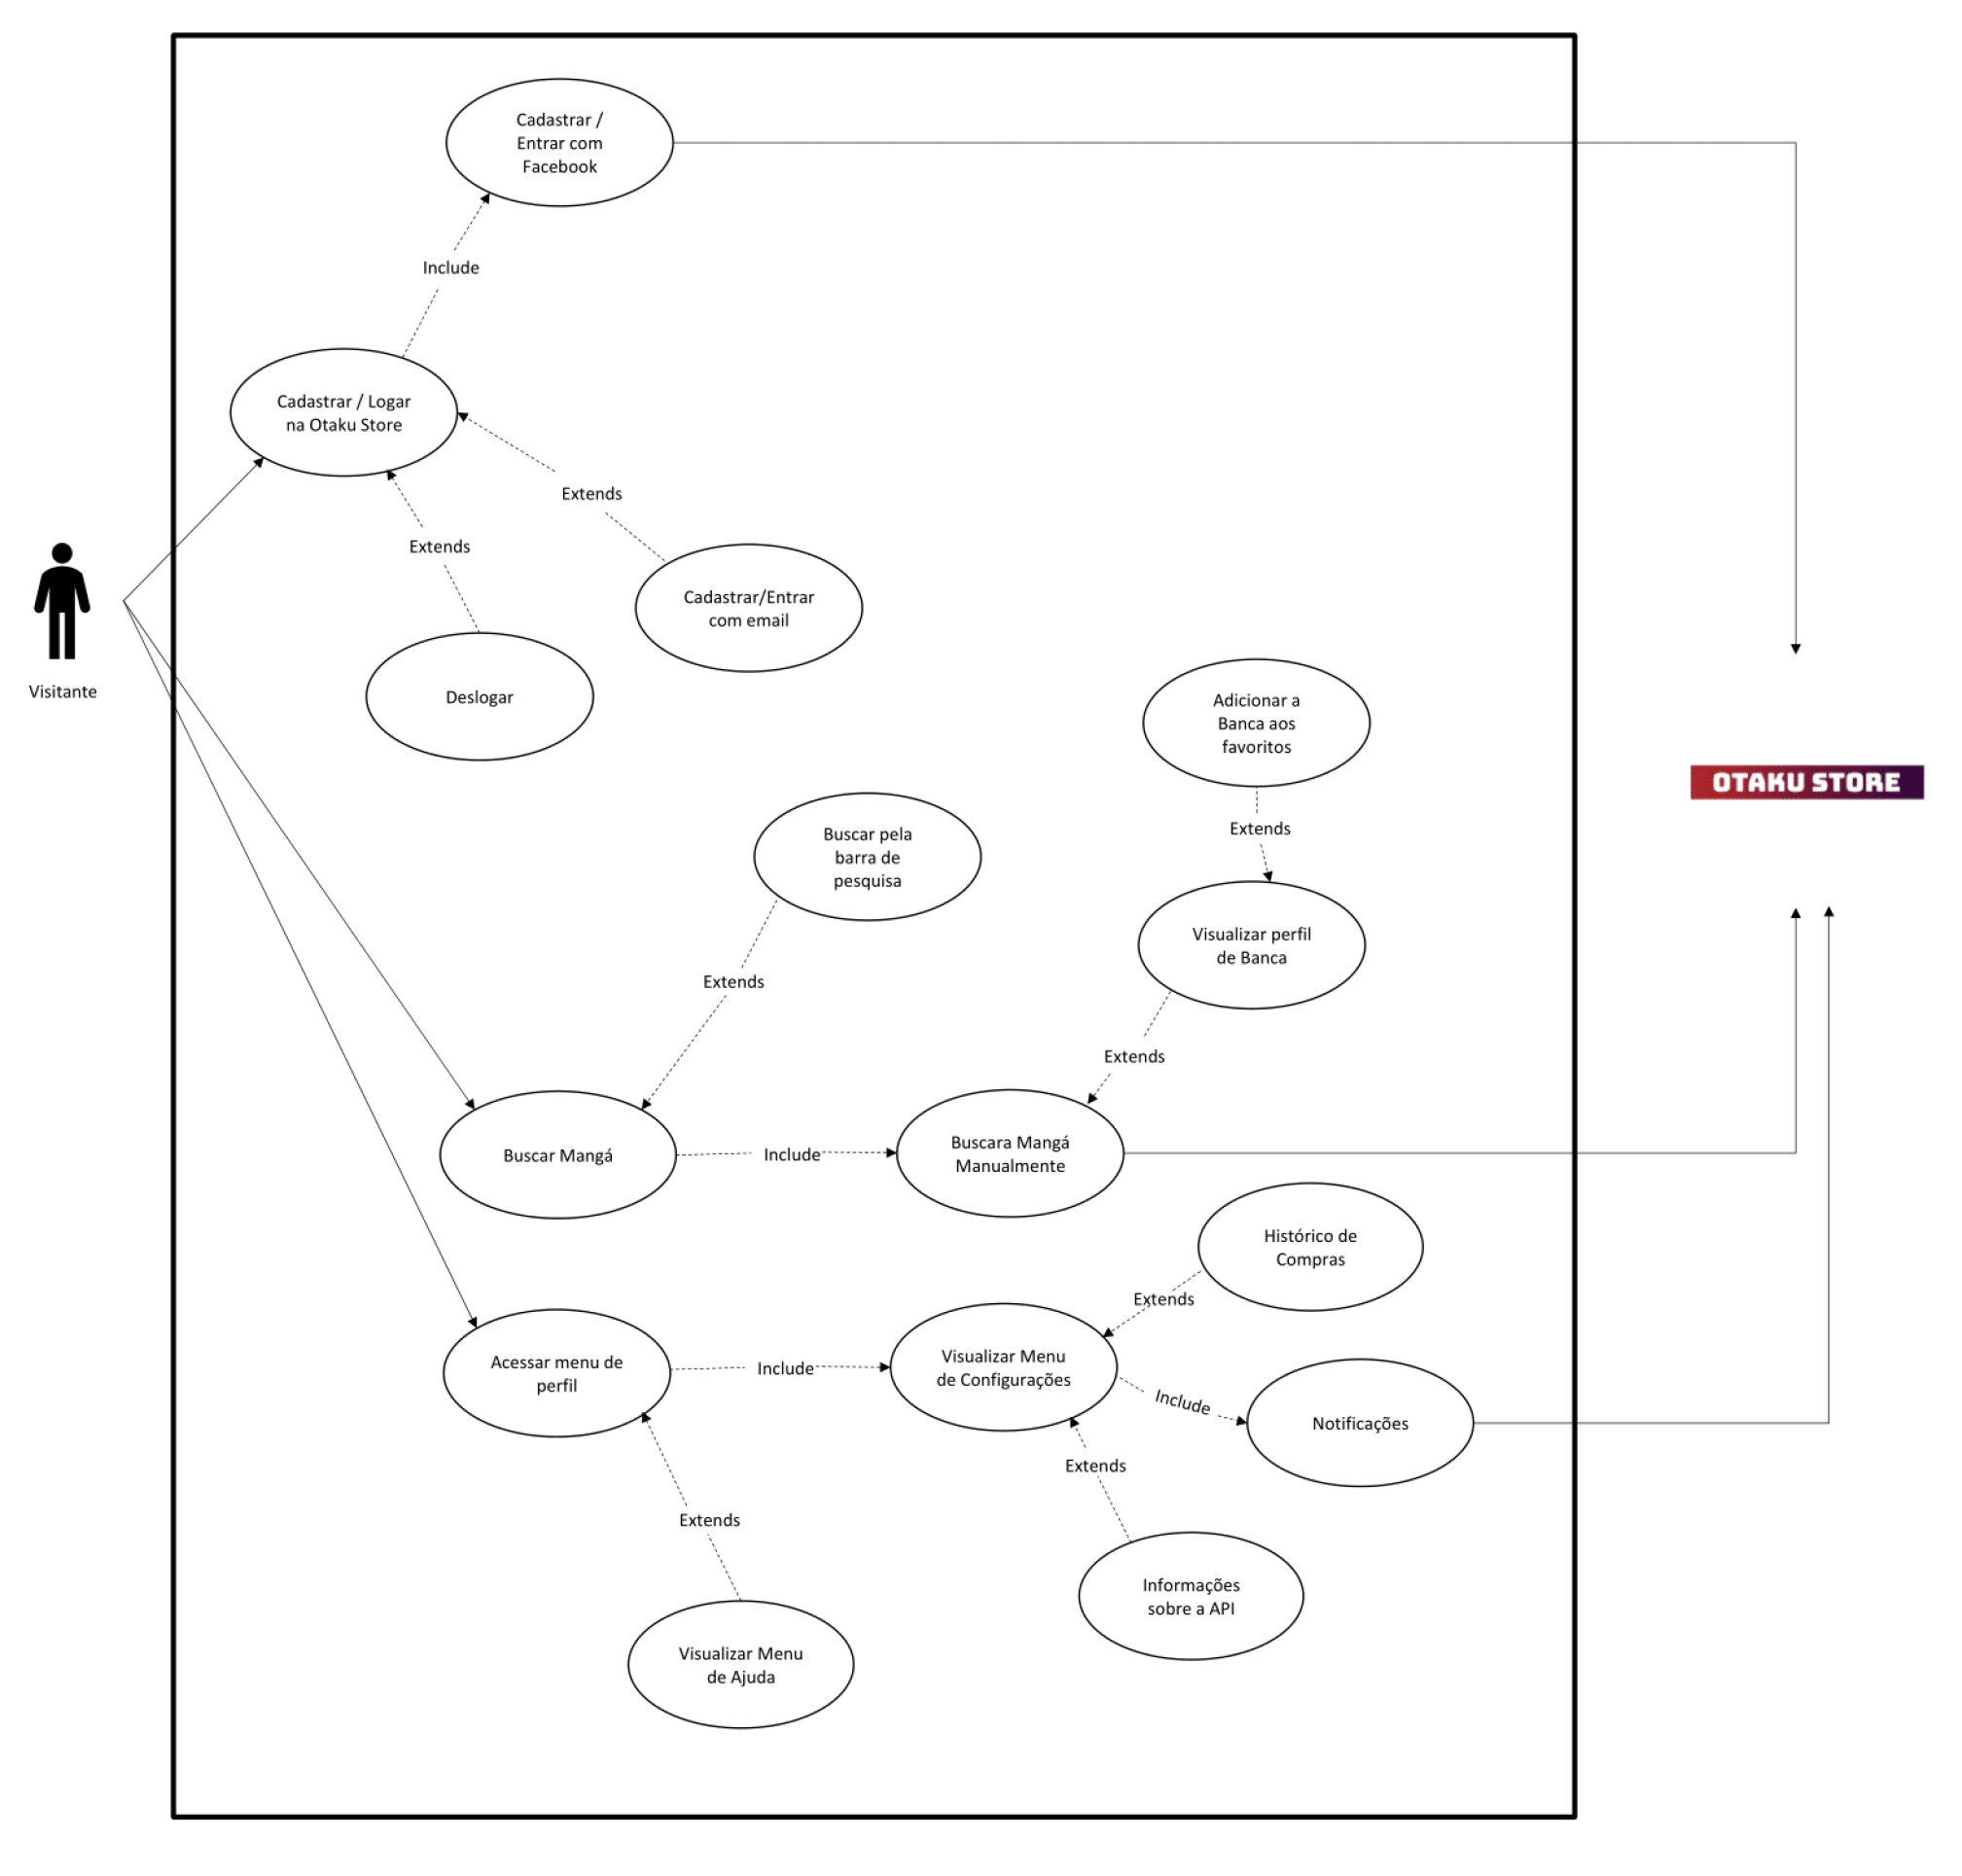 Cadastrar /
Entrar com
Facebook
Include
Cadastrar / Logar
na Otaku Store
Extends
Extends
Cadastrar/Entrar
com email
Visitante
Deslogar
Adicionar a
Banca aos
favoritos
OTAKU STORE
Buscar pela
barra de
pesquisa
Extends
Visualizar perfil
de Banca
Extends
Extends
Buscar Mangá
Include
Buscara Mangá
Manualmente
Histórico de
Compras
Extends
Acessar menu de
perfil
Include
Visualizar Menu
de Configurações
Include
Notificações
Extends
Extends
Informações
sobre a API
Visualizar Menu
de Ajuda